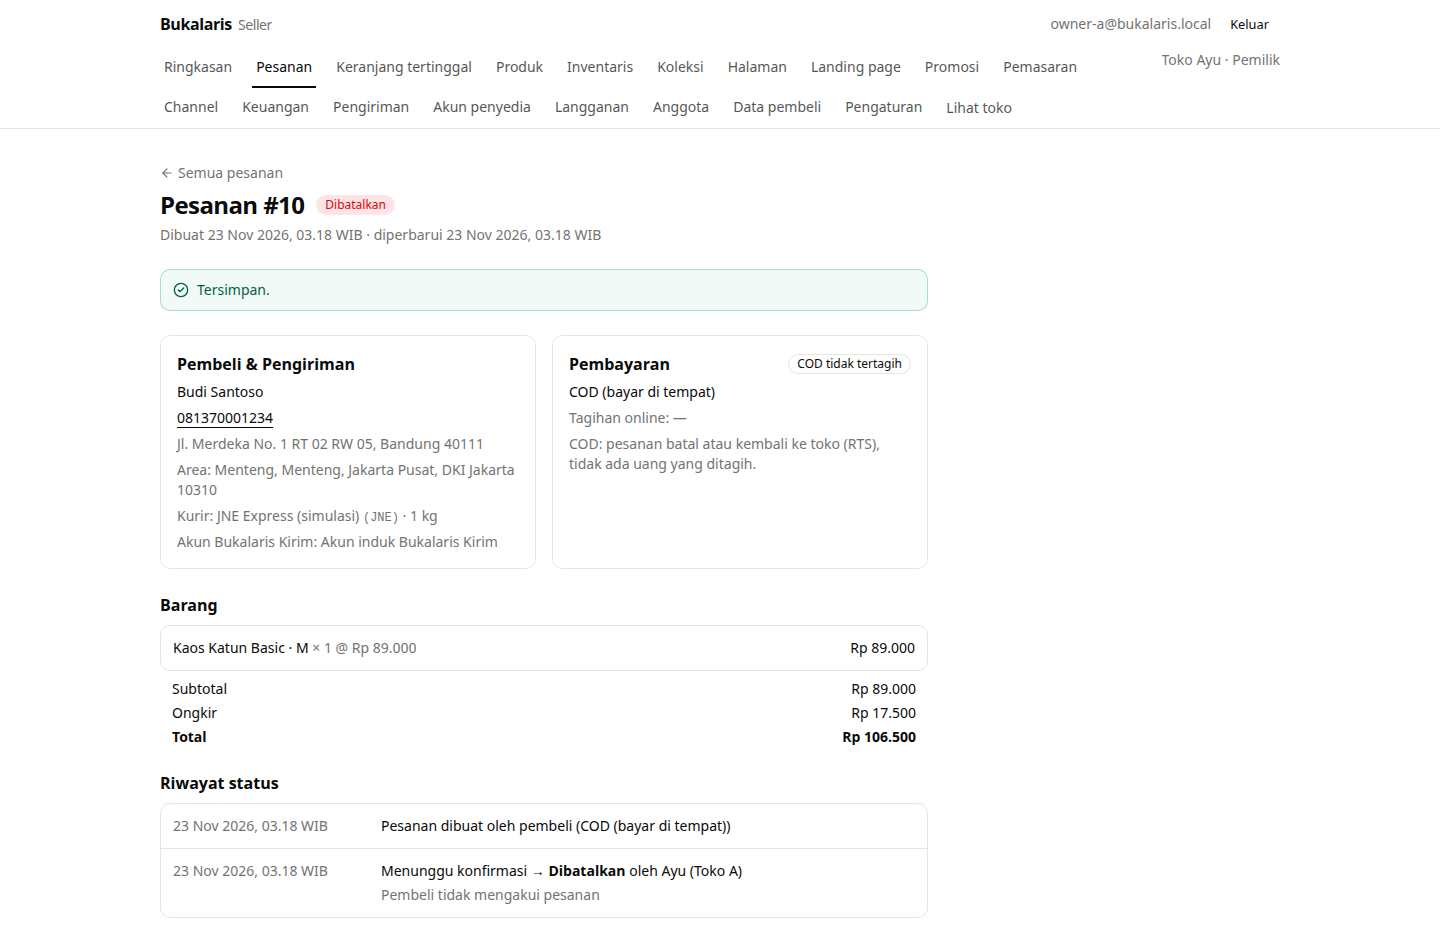 Bukalaris Seller
owner-a@bukalaris.local Keluar
Ringkasan Pesanan Keranjang tertinggal Produk Inventaris Koleksi Halaman Landing page Promosi Pemasaran
Toko Ayu · Pemilik
Channel Keuangan Pengiriman Akun penyedia Langganan Anggota Data pembeli Pengaturan Lihat toko
← Semua pesanan
Pesanan #10 Dibatalkan
Dibuat 23 Nov 2026, 03.18 WIB · diperbarui 23 Nov 2026, 03.18 WIB
Tersimpan.
Pembeli & Pengiriman
Budi Santoso
081370001234
Jl. Merdeka No. 1 RT 02 RW 05, Bandung 40111
Area: Menteng, Menteng, Jakarta Pusat, DKI Jakarta
10310
Kurir: JNE Express (simulasi) (JNE) · 1 kg
Akun Bukalaris Kirim: Akun induk Bukalaris Kirim
Pembayaran COD tidak tertagih
COD (bayar di tempat)
Tagihan online: —
COD: pesanan batal atau kembali ke toko (RTS),
tidak ada uang yang ditagih.
Barang
Kaos Katun Basic · M × 1 @ Rp 89.000 Rp 89.000
Subtotal Rp 89.000
Ongkir Rp 17.500
Total Rp 106.500
Riwayat status
23 Nov 2026, 03.18 WIB Pesanan dibuat oleh pembeli (COD (bayar di tempat))
23 Nov 2026, 03.18 WIB Menunggu konfirmasi → Dibatalkan oleh Ayu (Toko A)
Pembeli tidak mengakui pesanan